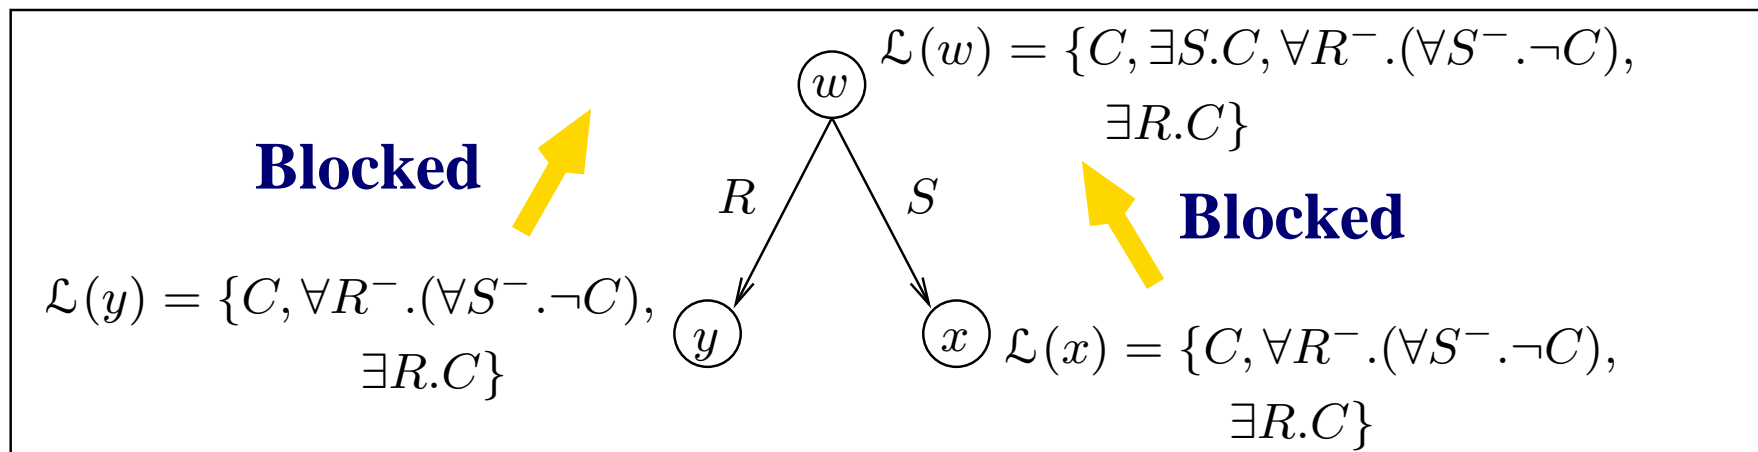 ℒ(w) = {C, ∃S.C, ∀R⁻.(∀S⁻.¬C),
∃R.C}
w
Blocked
R
S
Blocked
ℒ(y) = {C, ∀R⁻.(∀S⁻.¬C),
∃R.C}
y
x
ℒ(x) = {C, ∀R⁻.(∀S⁻.¬C),
∃R.C}